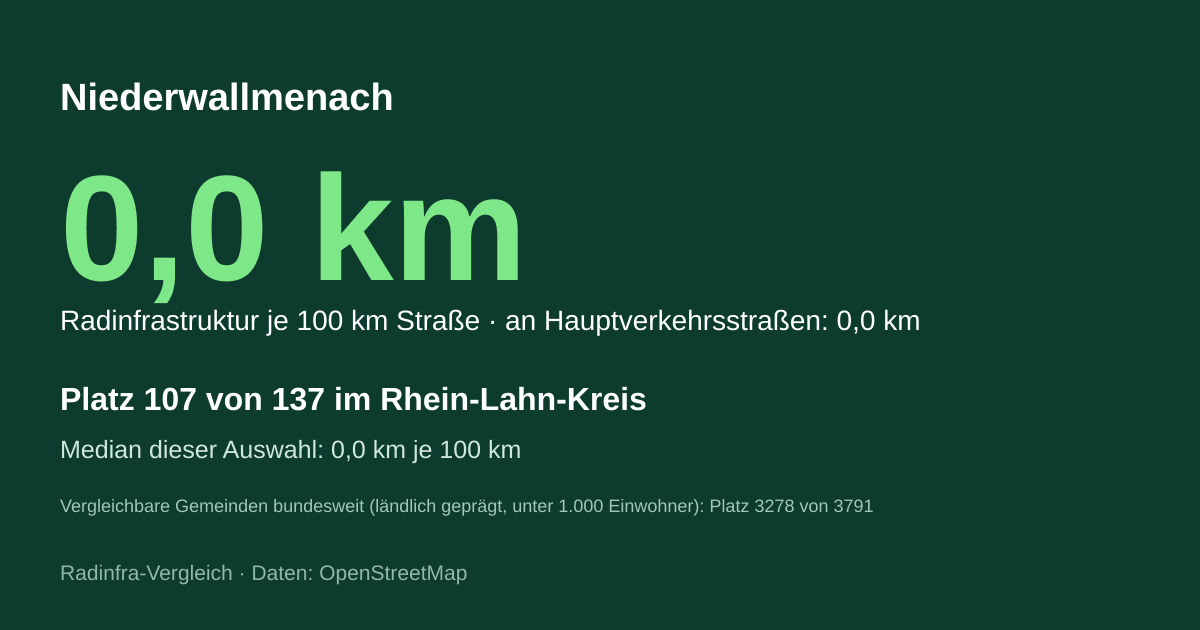 Niederwallmenach
0,0 km
Radinfrastruktur je 100 km Straße · an Hauptverkehrsstraßen: 0,0 km
Platz 107 von 137 im Rhein-Lahn-Kreis
Median dieser Auswahl: 0,0 km je 100 km
Vergleichbare Gemeinden bundesweit (ländlich geprägt, unter 1.000 Einwohner): Platz 3278 von 3791
Radinfra-Vergleich · Daten: OpenStreetMap